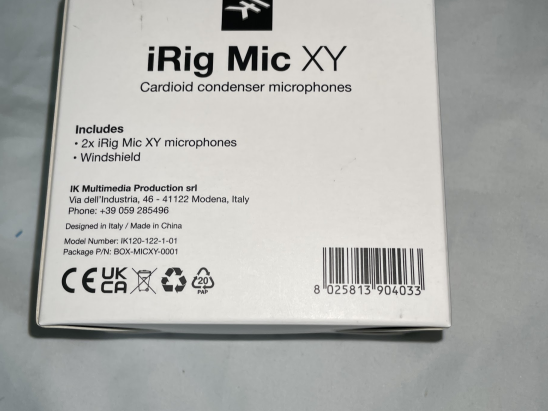 iRig Mic XY
Cardioid condenser microphones
Includes
• 2x iRig Mic XY microphones
• Windshield
IK Multimedia Production srl
Via dell'Industria, 46 - 41122 Modena, Italy
Phone: +39 059 285496
Designed in Italy / Made in China
Model Number: IK120-122-1-01
Package P/N: BOX-MICXY-0001
CE UK CA 20 PAP
8 025813 904033